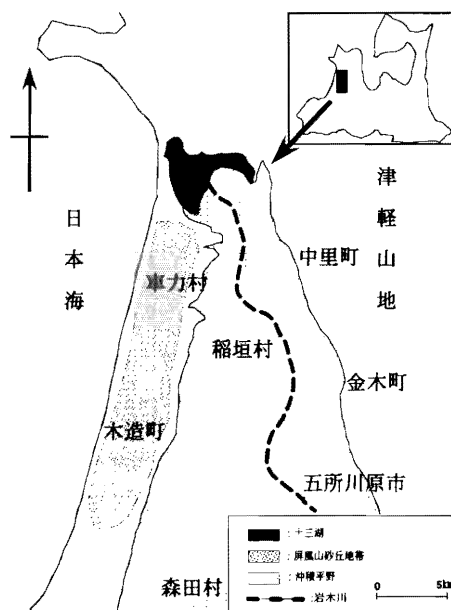 津軽山地
日本海
中里町
車力村
稲垣村
金木町
木造町
五所川原市
森田村
:十三湖
:屏風山砂丘地帯
:沖積平野
:岩木川
0 5km